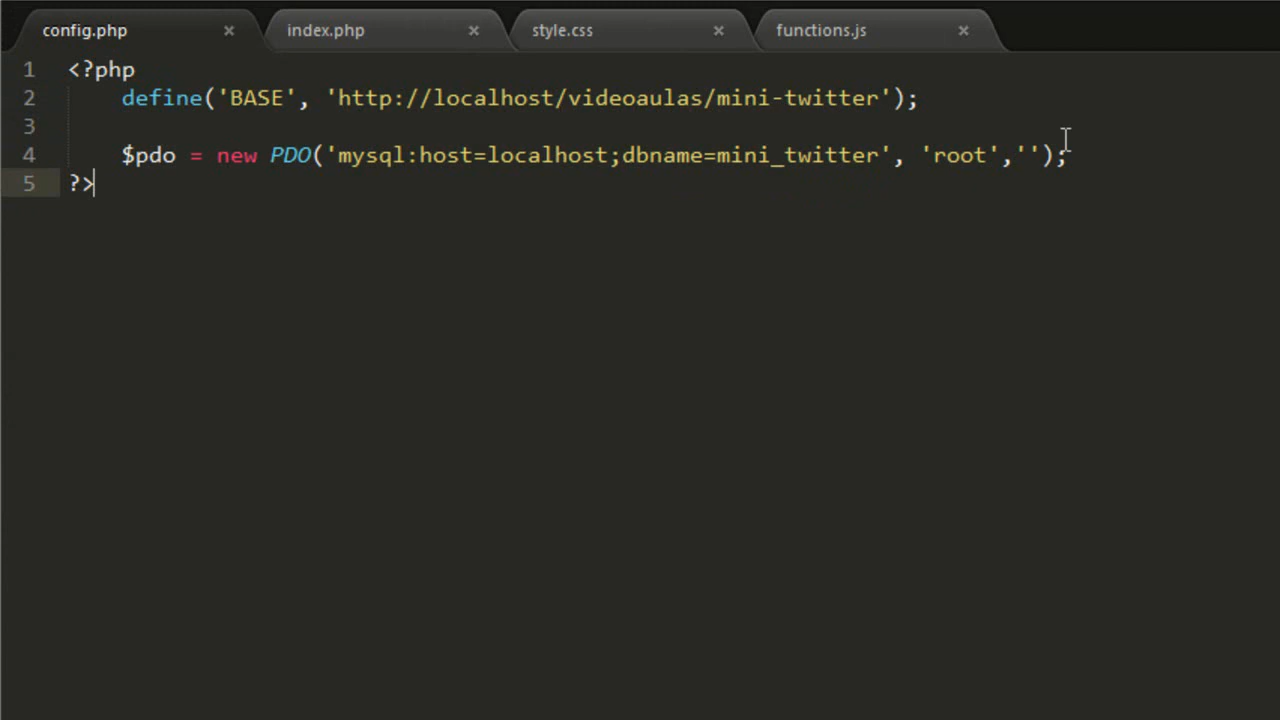 config.php × index.php × style.css × functions.js ×
1 <?php
2 define('BASE', 'http://localhost/videoaulas/mini-twitter');
3
4 $pdo = new PDO('mysql:host=localhost;dbname=mini_twitter', 'root','');
5 ?>